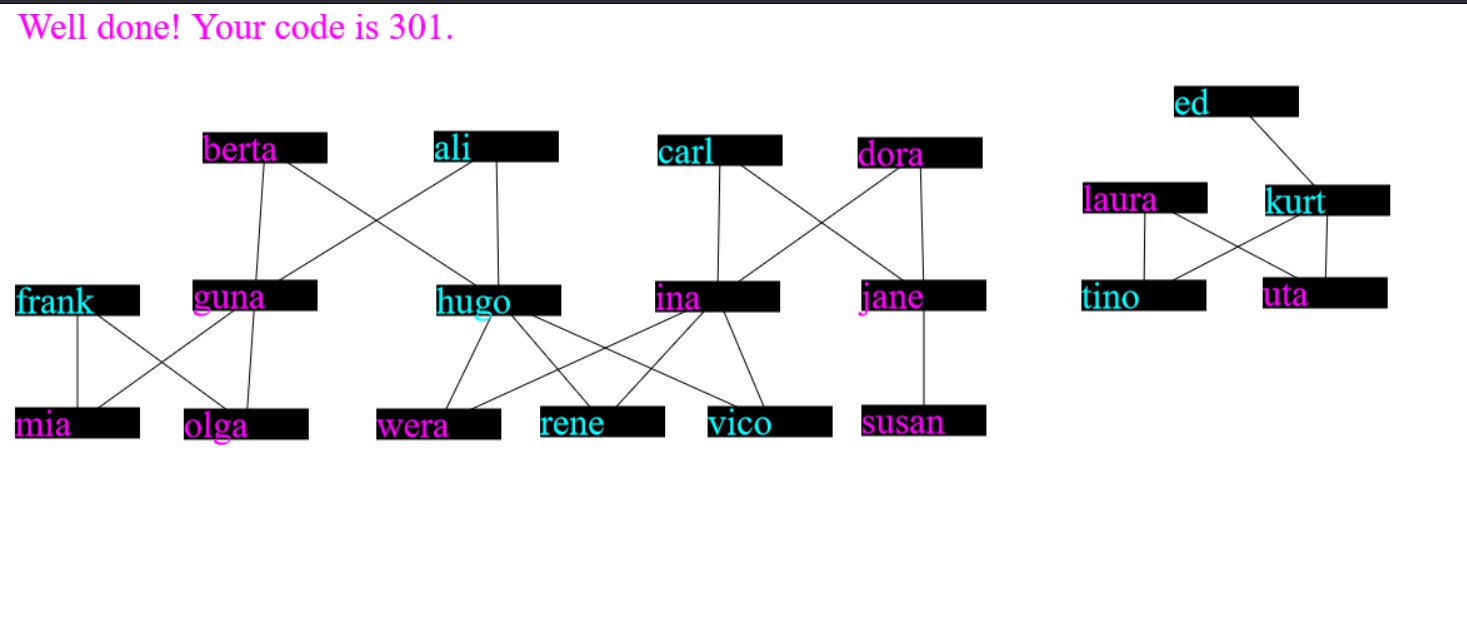 Well done! Your code is 301.
ed
berta ali carl dora
laura kurt
frank guna hugo ina jane tino uta
mia olga wera rene vico susan